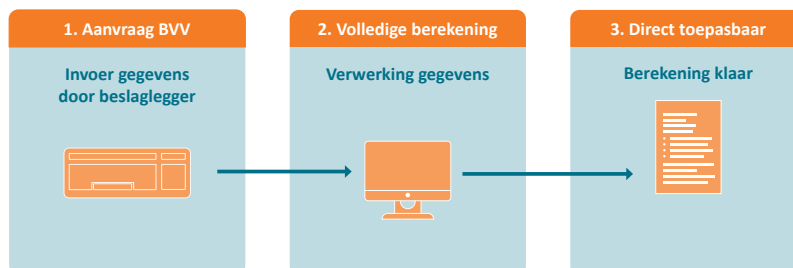 1. Aanvraag BVV
Invoer gegevens
door beslaglegger
2. Volledige berekening
Verwerking gegevens
3. Direct toepasbaar
Berekening klaar